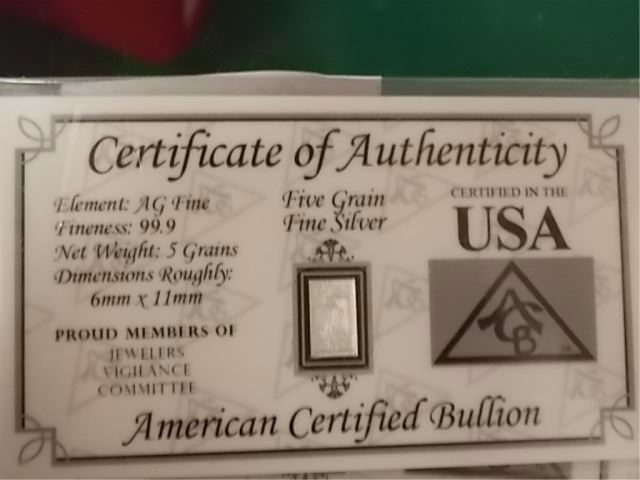 Certificate of Authenticity
Element: AG Fine
Fineness: 99.9
Net Weight: 5 Grains
Dimensions Roughly:
6mm x 11mm
PROUD MEMBERS OF
JEWELERS
VIGILANCE
COMMITTEE
Five Grain
Fine Silver
CERTIFIED IN THE
USA
ACB
American Certified Bullion